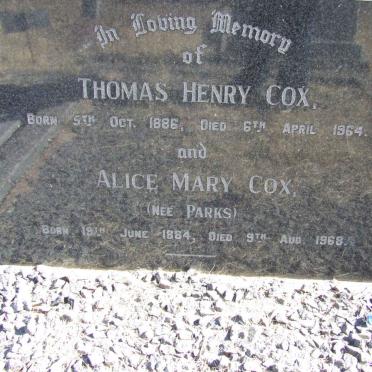 In Loving Memory
of
THOMAS HENRY COX.
BORN 5TH OCT. 1886, DIED 6TH APRIL 1964.
and
ALICE MARY COX.
(NEE PARKS)
BORN 19TH JUNE 1884, DIED 9TH AUG. 1968.